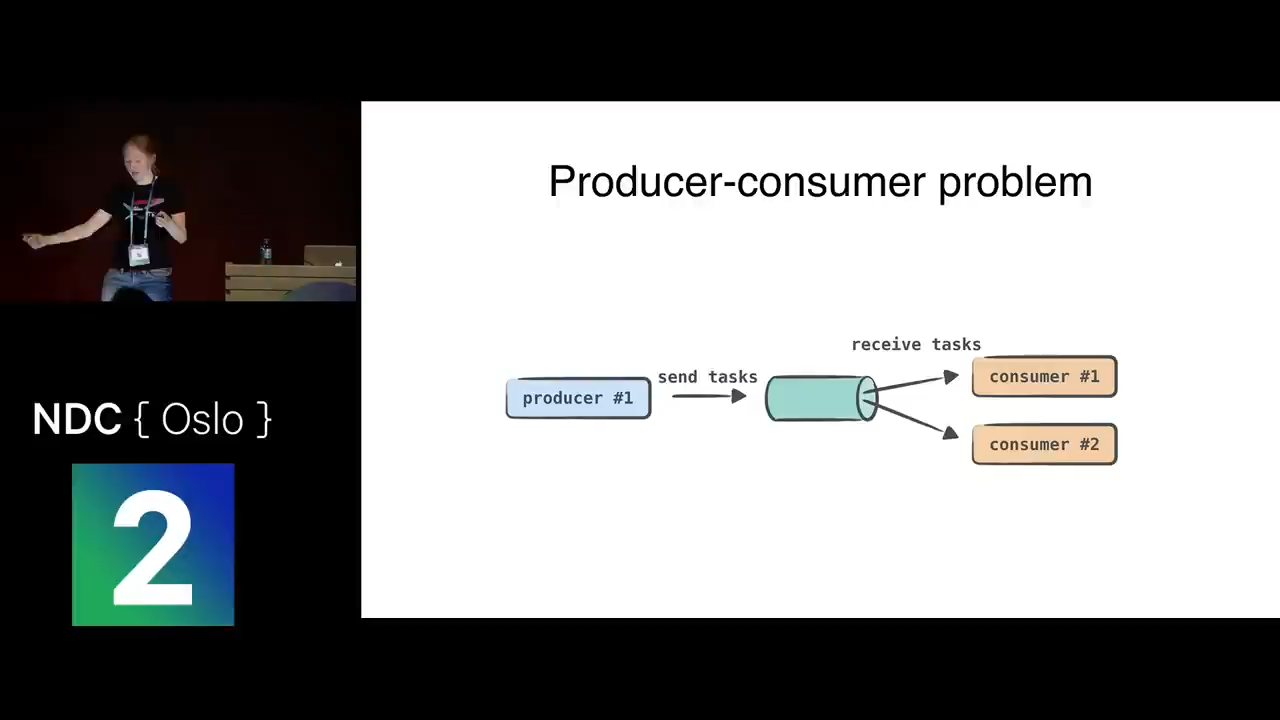 Producer-consumer problem
receive tasks
send tasks
producer #1
consumer #1
consumer #2
NDC { Oslo }
2